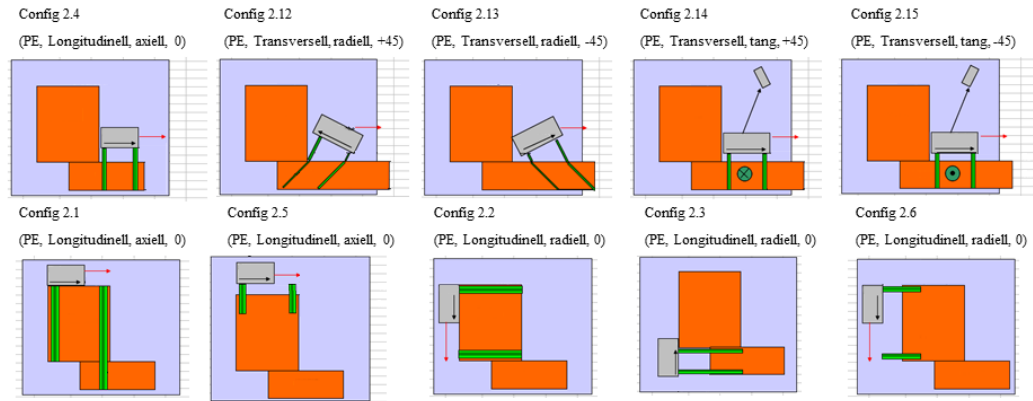 Config 2.4
(PE, Longitudinell, axiell, 0)
Config 2.12
(PE, Transversell, radiell, +45)
Config 2.13
(PE, Transversell, radiell, -45)
Config 2.14
(PE, Transversell, tang, +45)
Config 2.15
(PE, Transversell, tang, -45)
Config 2.1
(PE, Longitudinell, axiell, 0)
Config 2.5
(PE, Longitudinell, axiell, 0)
Config 2.2
(PE, Longitudinell, radiell, 0)
Config 2.3
(PE, Longitudinell, radiell, 0)
Config 2.6
(PE, Longitudinell, radiell, 0)